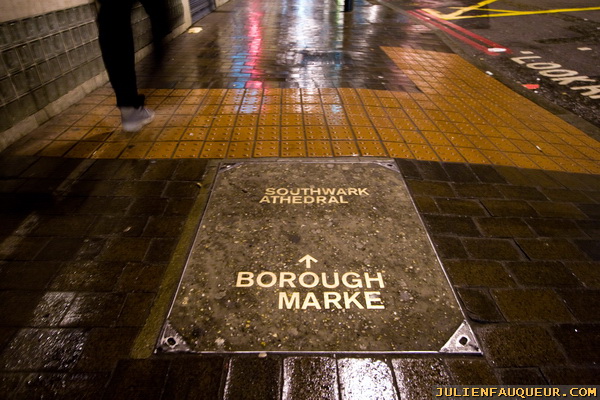 SOUTHWARK
ATHEDRAL
↑
BOROUGH
MARKE
LOOK
JULIENFAUQUEUR.COM